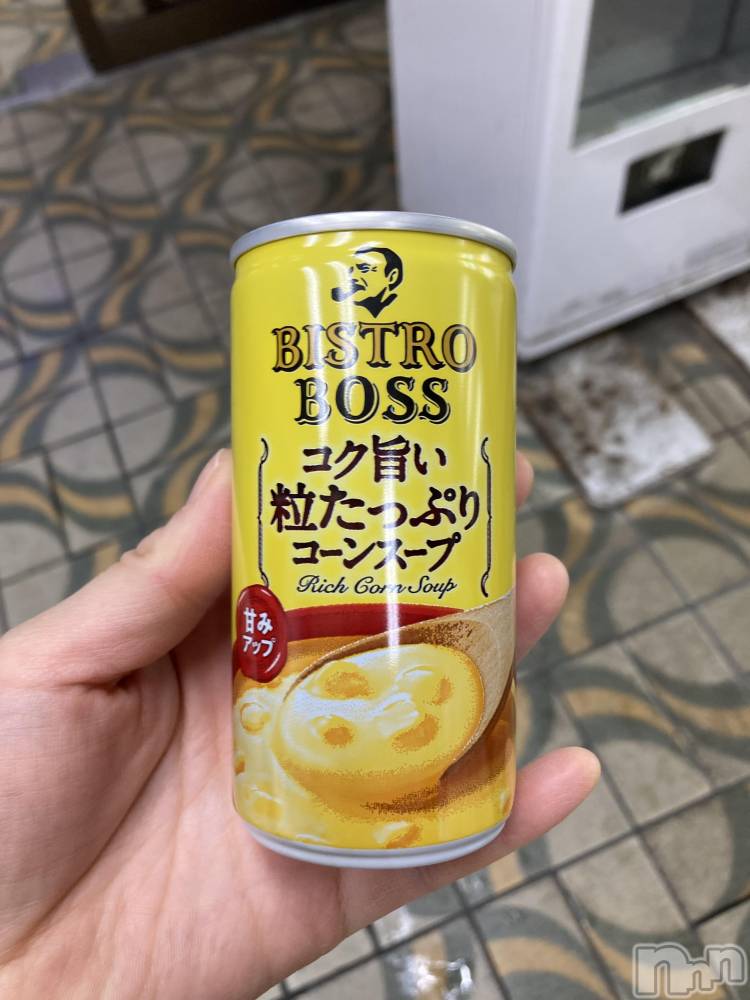 BISTRO
BOSS
コク旨い
粒たっぷり
コーンスープ
Rich Corn Soup
甘み
アップ
nnn